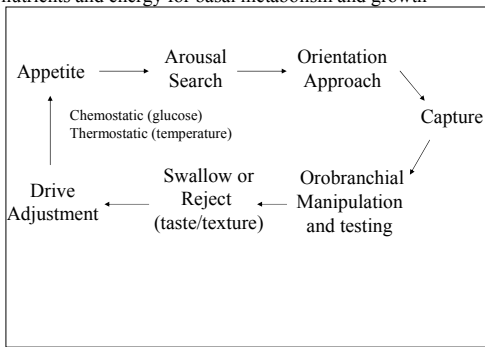 nutrients and energy for basal metabolism and growth
Appetite
Arousal
Search
Orientation
Approach
Capture
Chemostatic (glucose)
Thermostatic (temperature)
Orobranchial
Manipulation
and testing
Swallow or
Reject
(taste/texture)
Drive
Adjustment